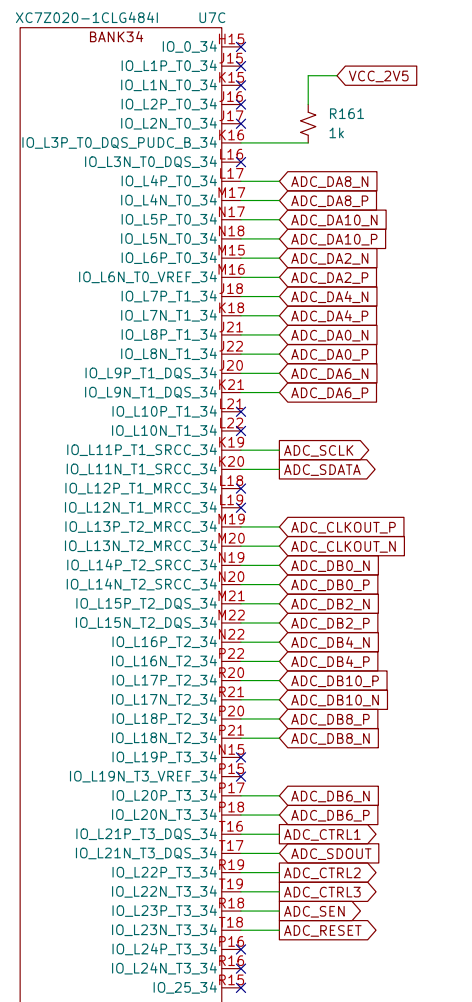 XC7Z020-1CLG484I U7C
BANK34
IO_0_34 H15
IO_L1P_T0_34 J15
IO_L1N_T0_34 K15 VCC_2V5
IO_L2P_T0_34 J16
IO_L2N_T0_34 J17 R161
IO_L3P_T0_DQS_PUDC_B_34 K16 1k
IO_L3N_T0_DQS_34 L16
IO_L4P_T0_34 L17 ADC_DA8_N
IO_L4N_T0_34 M17 ADC_DA8_P
IO_L5P_T0_34 N17 ADC_DA10_N
IO_L5N_T0_34 N18 ADC_DA10_P
IO_L6P_T0_34 M15 ADC_DA2_N
IO_L6N_T0_VREF_34 M16 ADC_DA2_P
IO_L7P_T1_34 J18 ADC_DA4_N
IO_L7N_T1_34 K18 ADC_DA4_P
IO_L8P_T1_34 J21 ADC_DA0_N
IO_L8N_T1_34 J22 ADC_DA0_P
IO_L9P_T1_DQS_34 J20 ADC_DA6_N
IO_L9N_T1_DQS_34 K21 ADC_DA6_P
IO_L10P_T1_34 L21
IO_L10N_T1_34 L22
IO_L11P_T1_SRCC_34 K19 ADC_SCLK
IO_L11N_T1_SRCC_34 K20 ADC_SDATA
IO_L12P_T1_MRCC_34 L18
IO_L12N_T1_MRCC_34 L19
IO_L13P_T2_MRCC_34 M19 ADC_CLKOUT_P
IO_L13N_T2_MRCC_34 M20 ADC_CLKOUT_N
IO_L14P_T2_SRCC_34 N19 ADC_DB0_N
IO_L14N_T2_SRCC_34 N20 ADC_DB0_P
IO_L15P_T2_DQS_34 M21 ADC_DB2_N
IO_L15N_T2_DQS_34 M22 ADC_DB2_P
IO_L16P_T2_34 N22 ADC_DB4_N
IO_L16N_T2_34 P22 ADC_DB4_P
IO_L17P_T2_34 R20 ADC_DB10_P
IO_L17N_T2_34 R21 ADC_DB10_N
IO_L18P_T2_34 P20 ADC_DB8_P
IO_L18N_T2_34 P21 ADC_DB8_N
IO_L19P_T3_34 N15
IO_L19N_T3_VREF_34 P15
IO_L20P_T3_34 P17 ADC_DB6_N
IO_L20N_T3_34 P18 ADC_DB6_P
IO_L21P_T3_DQS_34 T16 ADC_CTRL1
IO_L21N_T3_DQS_34 T17 ADC_SDOUT
IO_L22P_T3_34 R19 ADC_CTRL2
IO_L22N_T3_34 T19 ADC_CTRL3
IO_L23P_T3_34 R18 ADC_SEN
IO_L23N_T3_34 T18 ADC_RESET
IO_L24P_T3_34 P16
IO_L24N_T3_34 R16
IO_25_34 R15